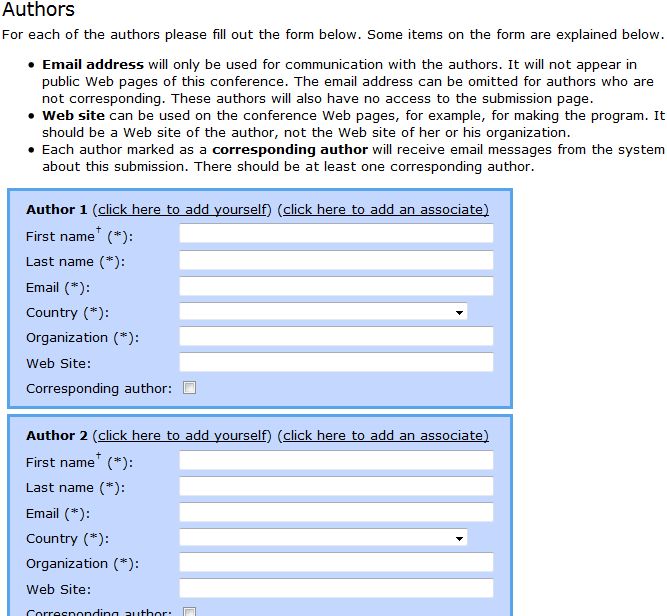 Authors
For each of the authors please fill out the form below. Some items on the form are explained below.
• Email address will only be used for communication with the authors. It will not appear in
public Web pages of this conference. The email address can be omitted for authors who are
not corresponding. These authors will also have no access to the submission page.
• Web site can be used on the conference Web pages, for example, for making the program. It
should be a Web site of the author, not the Web site of her or his organization.
• Each author marked as a corresponding author will receive email messages from the system
about this submission. There should be at least one corresponding author.
Author 1 (click here to add yourself) (click here to add an associate)
First name† (*):
Last name (*):
Email (*):
Country (*):
Organization (*):
Web Site:
Corresponding author:
Author 2 (click here to add yourself) (click here to add an associate)
First name† (*):
Last name (*):
Email (*):
Country (*):
Organization (*):
Web Site:
Corresponding author: